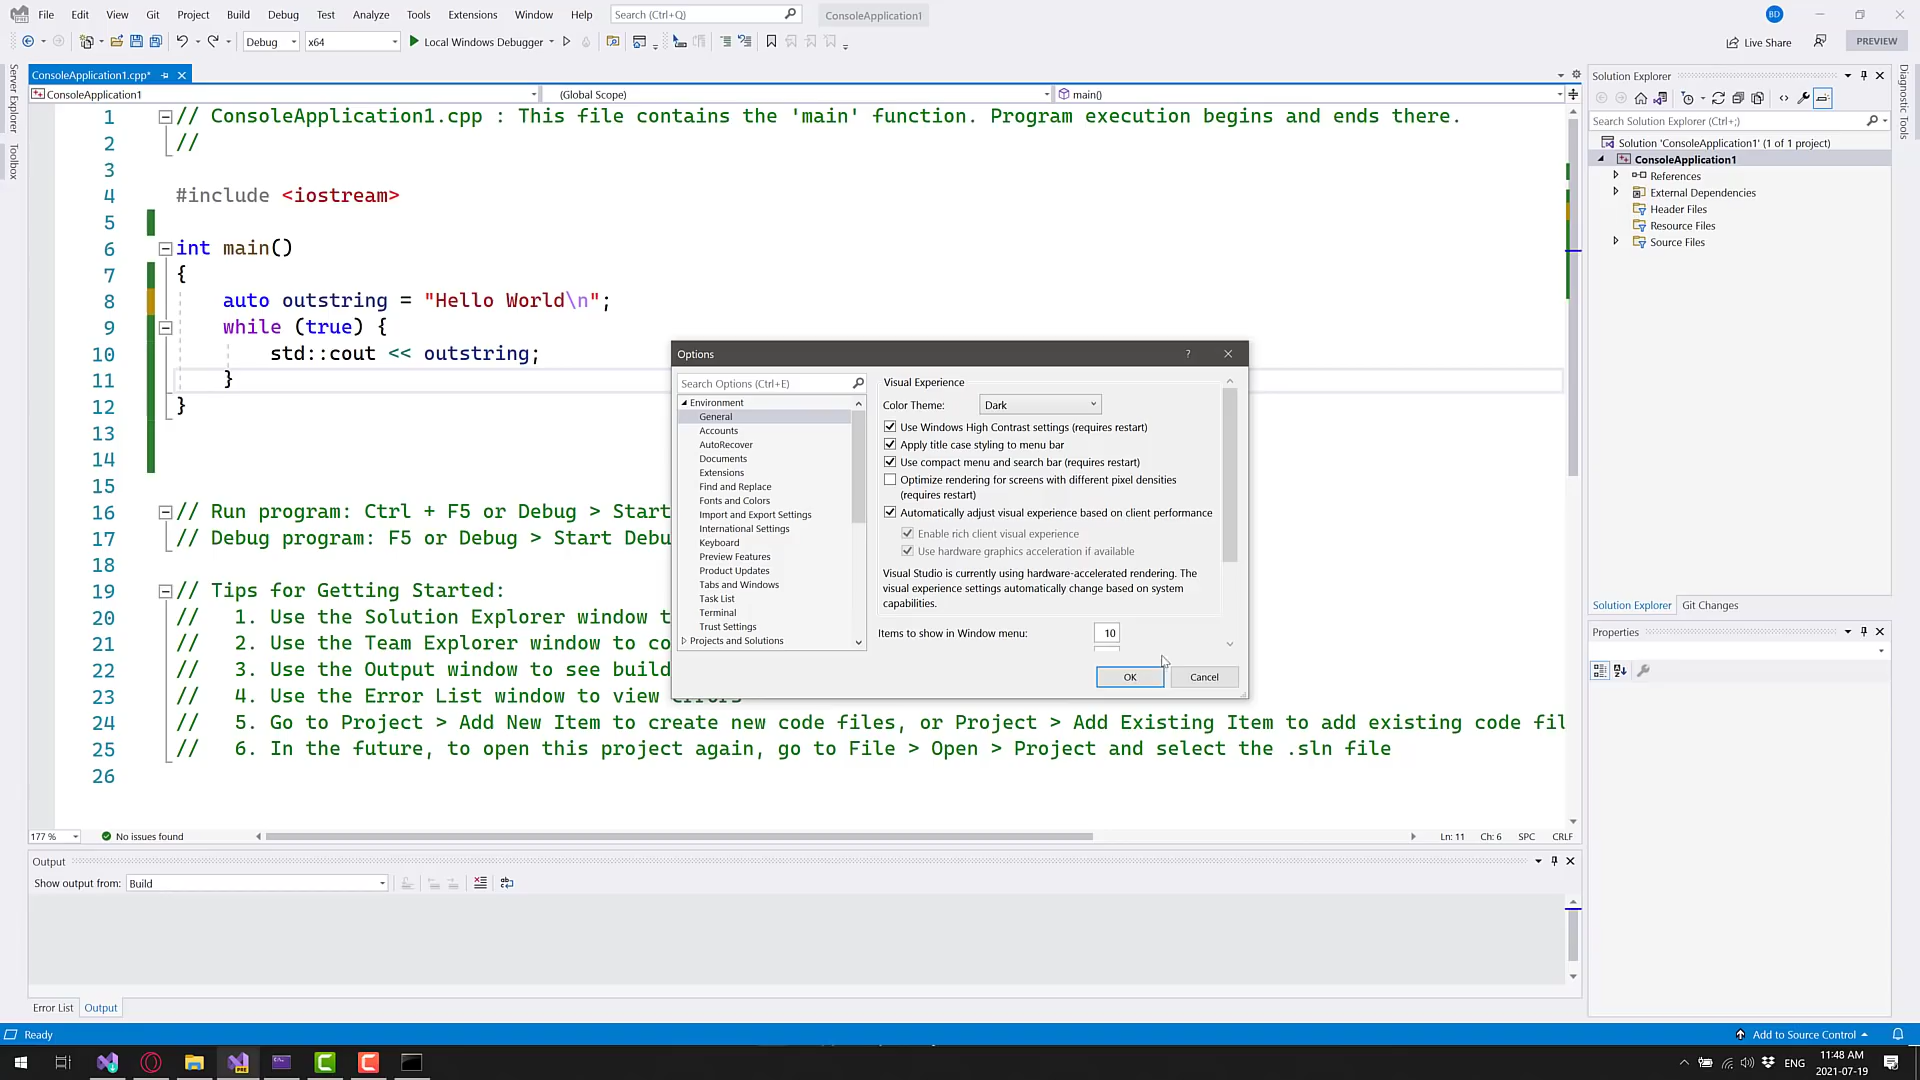 File Edit View Git Project Build Debug Test Analyze Tools Extensions Window Help Search (Ctrl+Q) ConsoleApplication1 BD
Debug x64 Local Windows Debugger Live Share PREVIEW
Server Explorer
Toolbox
ConsoleApplication1.cpp*
ConsoleApplication1 (Global Scope) main()
1 // ConsoleApplication1.cpp : This file contains the 'main' function. Program execution begins and ends there.
2 //
3
4 #include <iostream>
5
6 int main()
7 {
8 auto outstring = "Hello World\n";
9 while (true) {
10 std::cout << outstring;
11 }
12 }
13
14
15
16 // Run program: Ctrl + F5 or Debug > Start
17 // Debug program: F5 or Debug > Start Debu
18
19 // Tips for Getting Started:
20 // 1. Use the Solution Explorer window t
21 // 2. Use the Team Explorer window to co
22 // 3. Use the Output window to see build
23 // 4. Use the Error List window to view errors
24 // 5. Go to Project > Add New Item to create new code files, or Project > Add Existing Item to add existing code fil
25 // 6. In the future, to open this project again, go to File > Open > Project and select the .sln file
26
Options ?
Search Options (Ctrl+E)
Environment
General
Accounts
AutoRecover
Documents
Extensions
Find and Replace
Fonts and Colors
Import and Export Settings
International Settings
Keyboard
Preview Features
Product Updates
Tabs and Windows
Task List
Terminal
Trust Settings
Projects and Solutions
Visual Experience
Color Theme: Dark
Use Windows High Contrast settings (requires restart)
Apply title case styling to menu bar
Use compact menu and search bar (requires restart)
Optimize rendering for screens with different pixel densities
(requires restart)
Automatically adjust visual experience based on client performance
Enable rich client visual experience
Use hardware graphics acceleration if available
Visual Studio is currently using hardware-accelerated rendering. The
visual experience settings automatically change based on system
capabilities.
Items to show in Window menu: 10
OK Cancel
177 % No issues found Ln: 11 Ch: 6 SPC CRLF
Output
Show output from: Build
Error List Output
Solution Explorer
Search Solution Explorer (Ctrl+;)
Solution 'ConsoleApplication1' (1 of 1 project)
ConsoleApplication1
References
External Dependencies
Header Files
Resource Files
Source Files
Solution Explorer Git Changes
Properties
Diagnostic Tools
Ready Add to Source Control
ENG 11:48 AM
2021-07-19